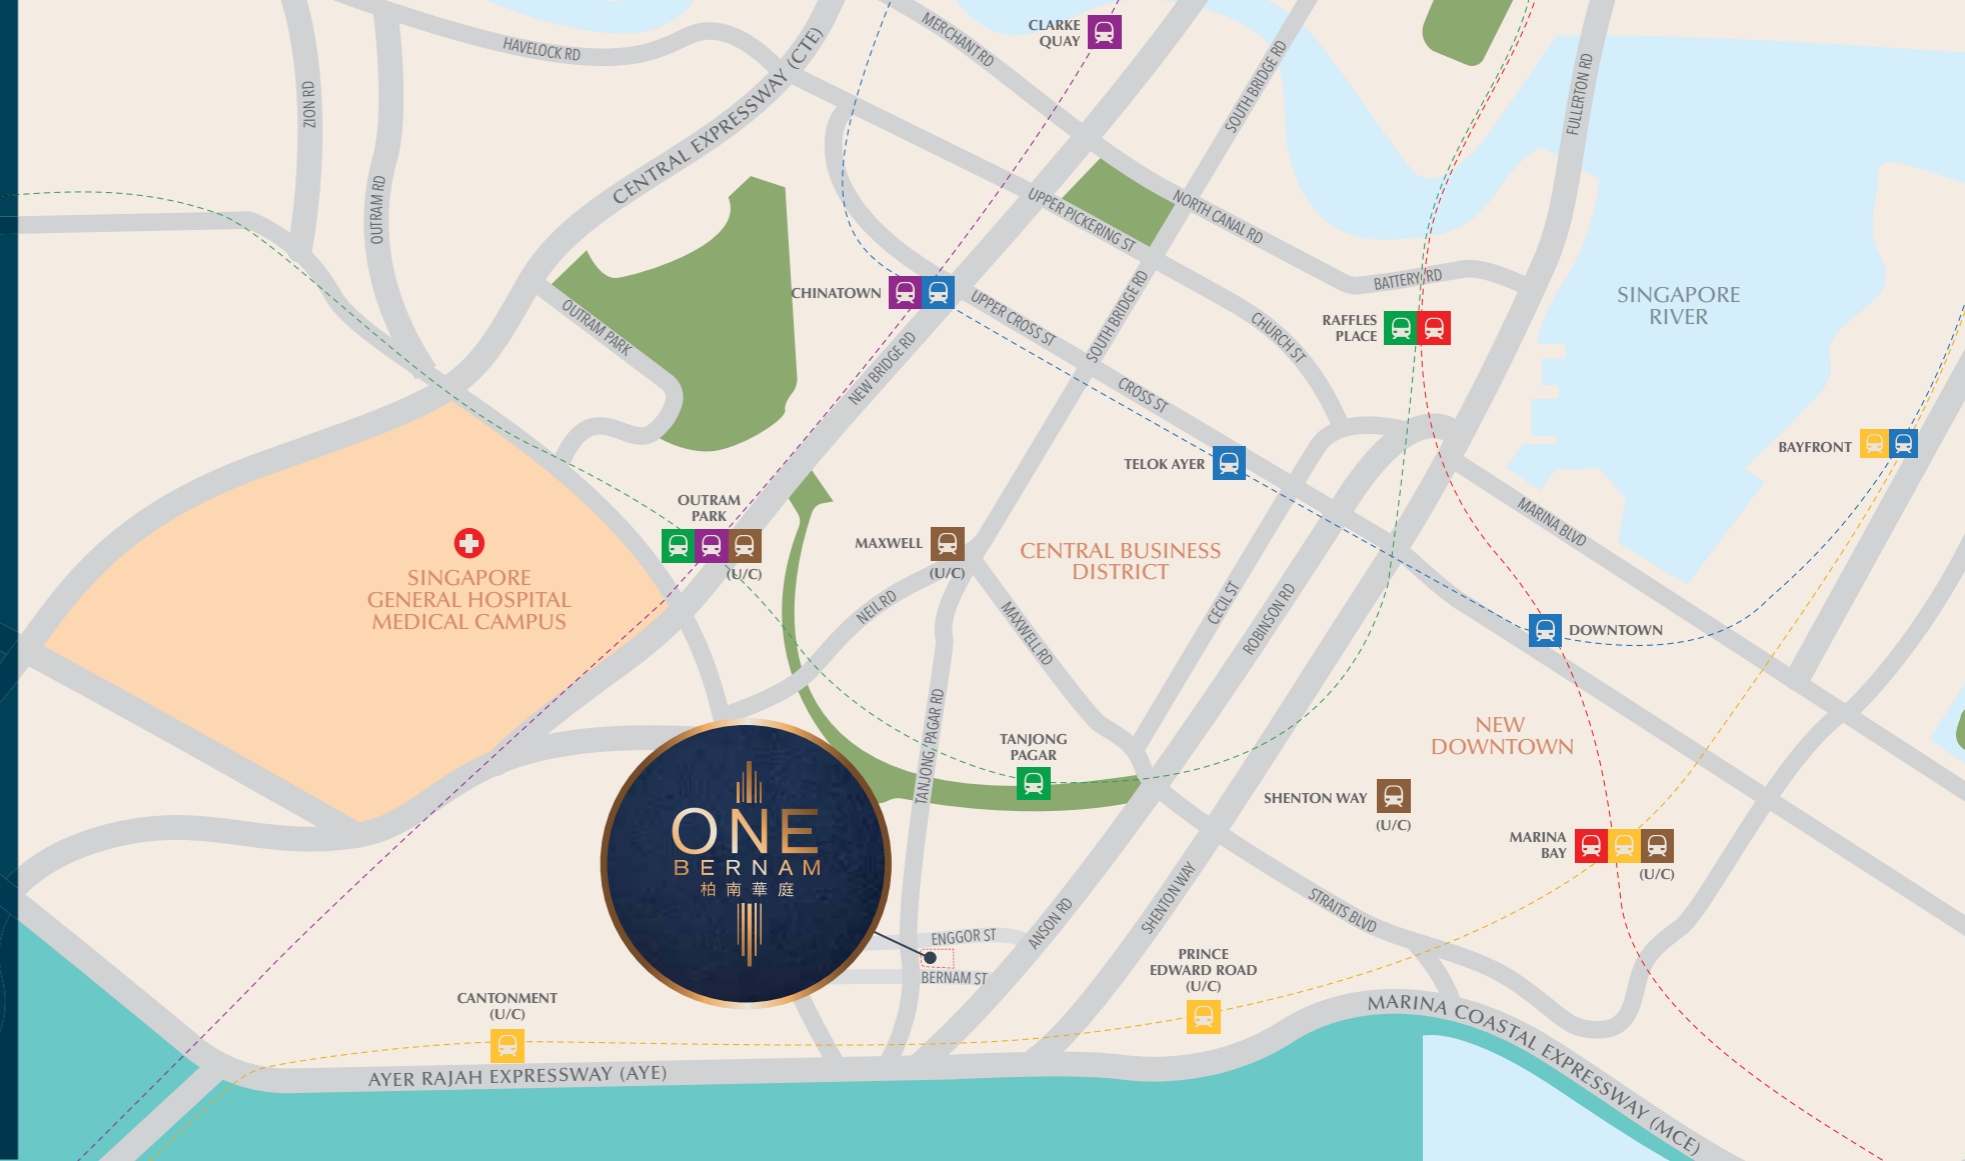 CLARKE
QUAY
MERCHANT RD
HAVELOCK RD
CENTRAL EXPRESSWAY (CTE)
SOUTH BRIDGE RD
FULLERTON RD
ZION RD
OUTRAM RD
UPPER PICKERING ST
NORTH CANAL RD
BATTERY RD
CHINATOWN
UPPER CROSS ST
SOUTH BRIDGE RD
CHURCH ST
RAFFLES
PLACE
SINGAPORE
RIVER
OUTRAM PARK
NEW BRIDGE RD
CROSS ST
TELOK AYER
BAYFRONT
OUTRAM
PARK
(U/C)
MAXWELL
(U/C)
CENTRAL BUSINESS
DISTRICT
MARINA BLVD
SINGAPORE
GENERAL HOSPITAL
MEDICAL CAMPUS
NEIL RD
MAXWELL RD
CECIL ST
ROBINSON RD
DOWNTOWN
TANJONG PAGAR RD
TANJONG
PAGAR
NEW
DOWNTOWN
SHENTON WAY
(U/C)
MARINA
BAY
(U/C)
ONE
BERNAM
柏南華庭
ENGGOR ST
BERNAM ST
ANSON RD
SHENTON WAY
STRAITS BLVD
PRINCE
EDWARD ROAD
(U/C)
CANTONMENT
(U/C)
AYER RAJAH EXPRESSWAY (AYE)
MARINA COASTAL EXPRESSWAY (MCE)